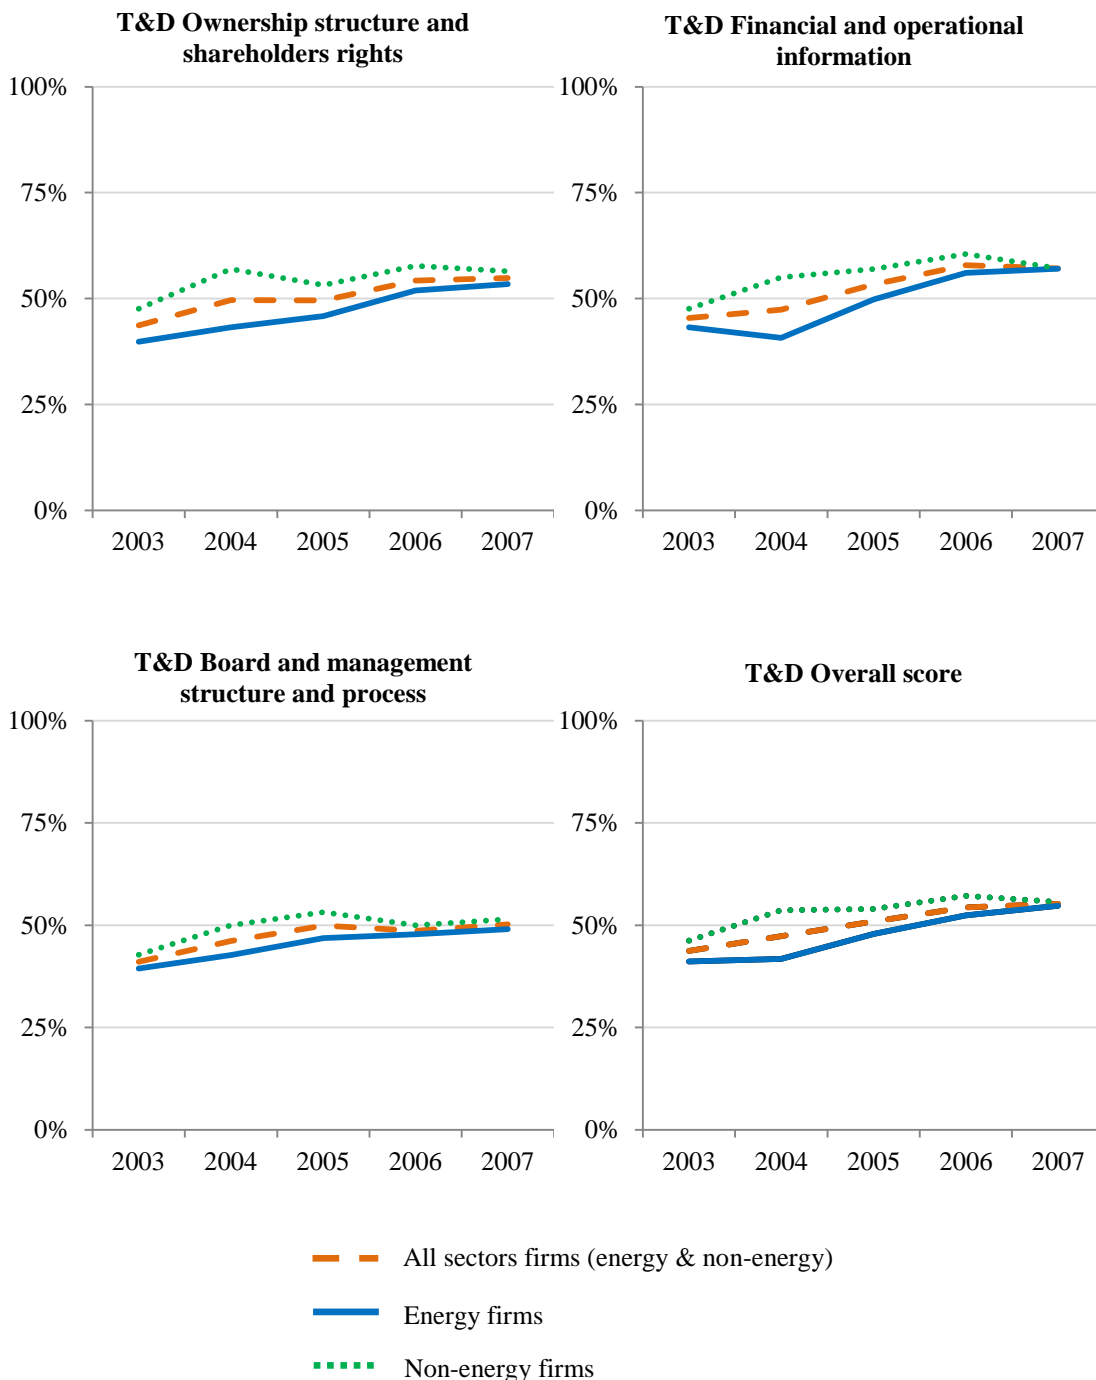 T&D Ownership structure and
shareholders rights
100%
75%
50%
25%
0%
2003 2004 2005 2006 2007
T&D Financial and operational
information
100%
75%
50%
25%
0%
2003 2004 2005 2006 2007
T&D Board and management
structure and process
100%
75%
50%
25%
0%
2003 2004 2005 2006 2007
T&D Overall score
100%
75%
50%
25%
0%
2003 2004 2005 2006 2007
All sectors firms (energy & non-energy)
Energy firms
Non-energy firms